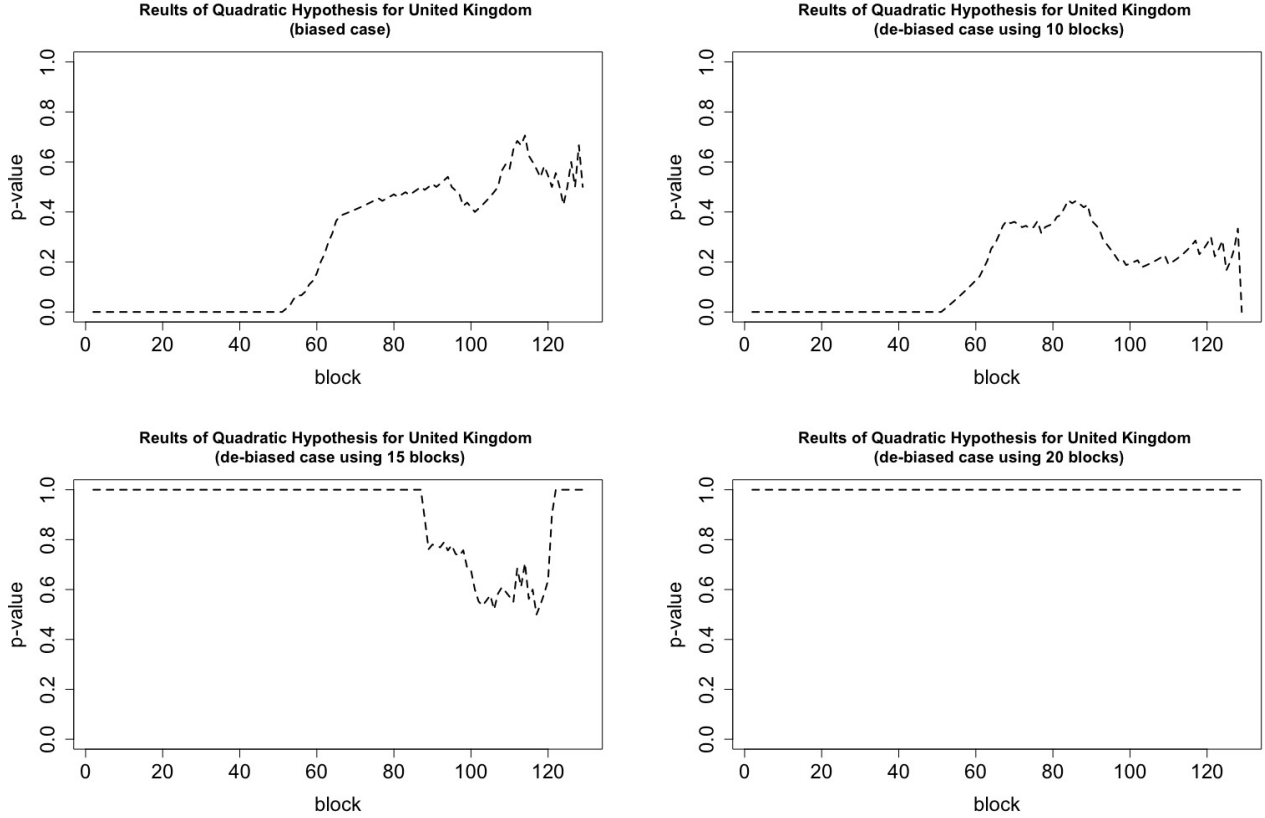 Reults of Quadratic Hypothesis for United Kingdom
(biased case)
p-value
0.0 0.2 0.4 0.6 0.8 1.0
0 20 40 60 80 100 120
block
Reults of Quadratic Hypothesis for United Kingdom
(de-biased case using 10 blocks)
p-value
0.0 0.2 0.4 0.6 0.8 1.0
0 20 40 60 80 100 120
block
Reults of Quadratic Hypothesis for United Kingdom
(de-biased case using 15 blocks)
p-value
0.0 0.2 0.4 0.6 0.8 1.0
0 20 40 60 80 100 120
block
Reults of Quadratic Hypothesis for United Kingdom
(de-biased case using 20 blocks)
p-value
0.0 0.2 0.4 0.6 0.8 1.0
0 20 40 60 80 100 120
block